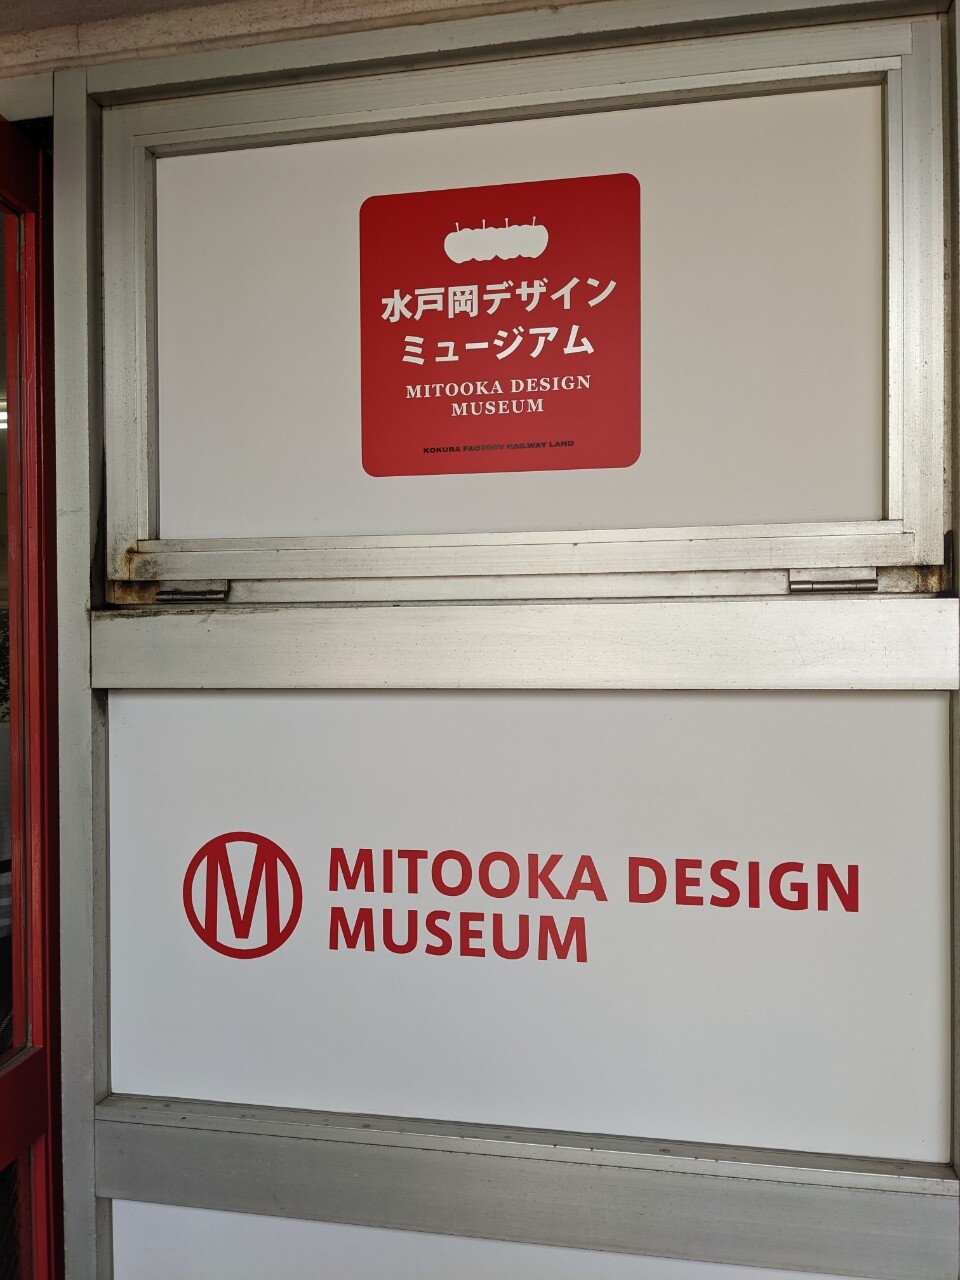 水戸岡デザイン
ミュージアム
MITOOKA DESIGN
MUSEUM
KOKURA FACTORY RAILWAY LAND
M
MITOOKA DESIGN
MUSEUM